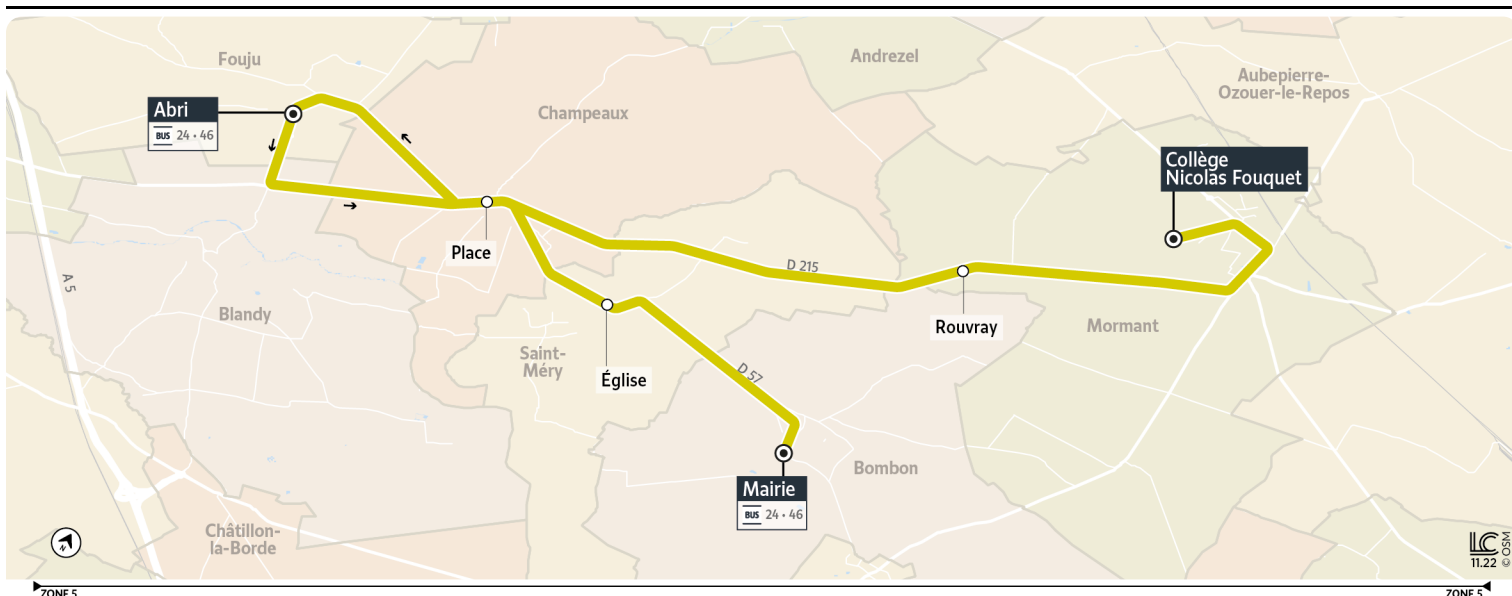 Fouju
Andrezel
Aubepierre-
Ozouer-le-Repos
Abri
BUS 24 • 46
Champeaux
Collège
Nicolas Fouquet
Place
D 215
A 5
Blandy
Rouvray
Mormant
Saint-
Méry
Église
D 57
Bombon
Mairie
BUS 24 • 46
Châtillon-
la-Borde
N
LC
11.22
© OSM
ZONE 5
ZONE 5